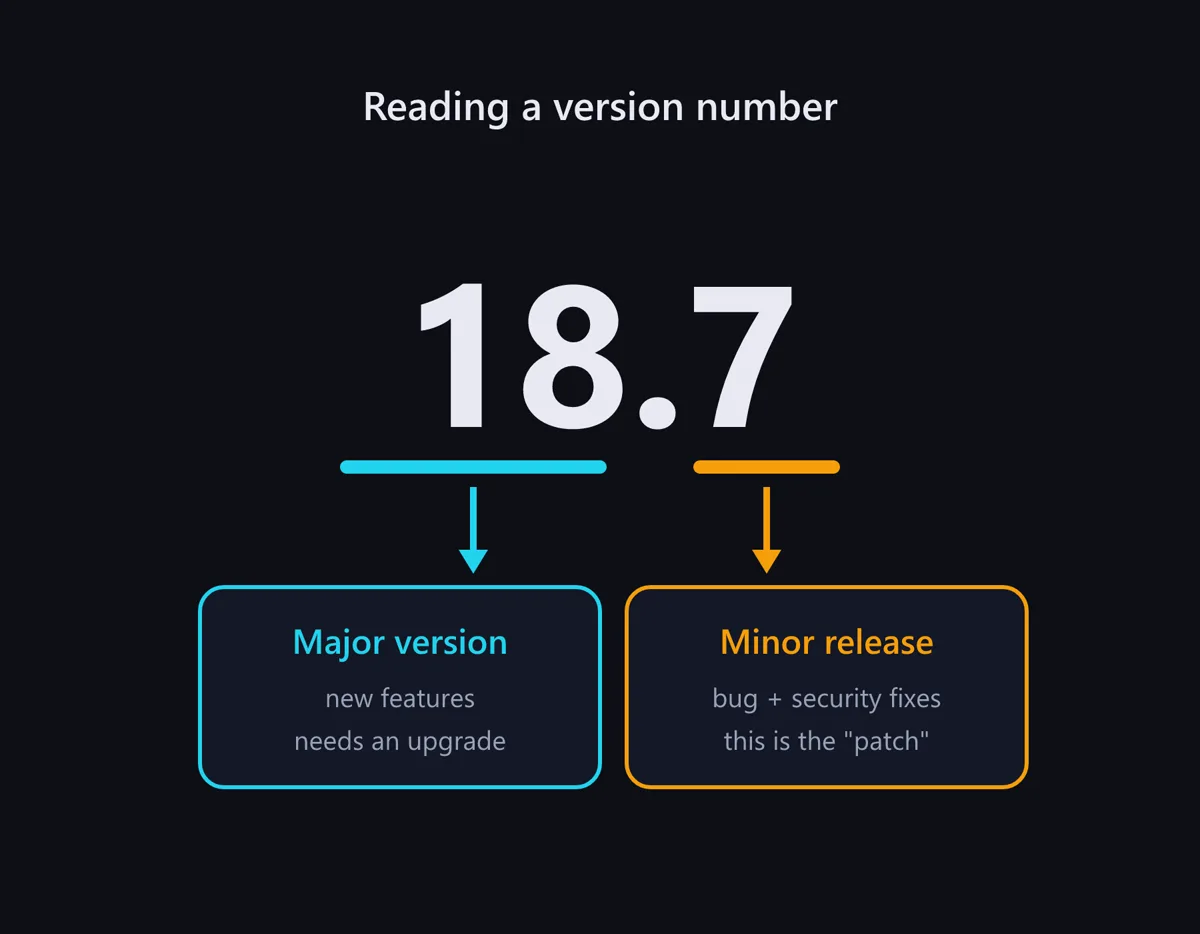 Reading a version number
18.7
Major version
new features
needs an upgrade
Minor release
bug + security fixes
this is the "patch"